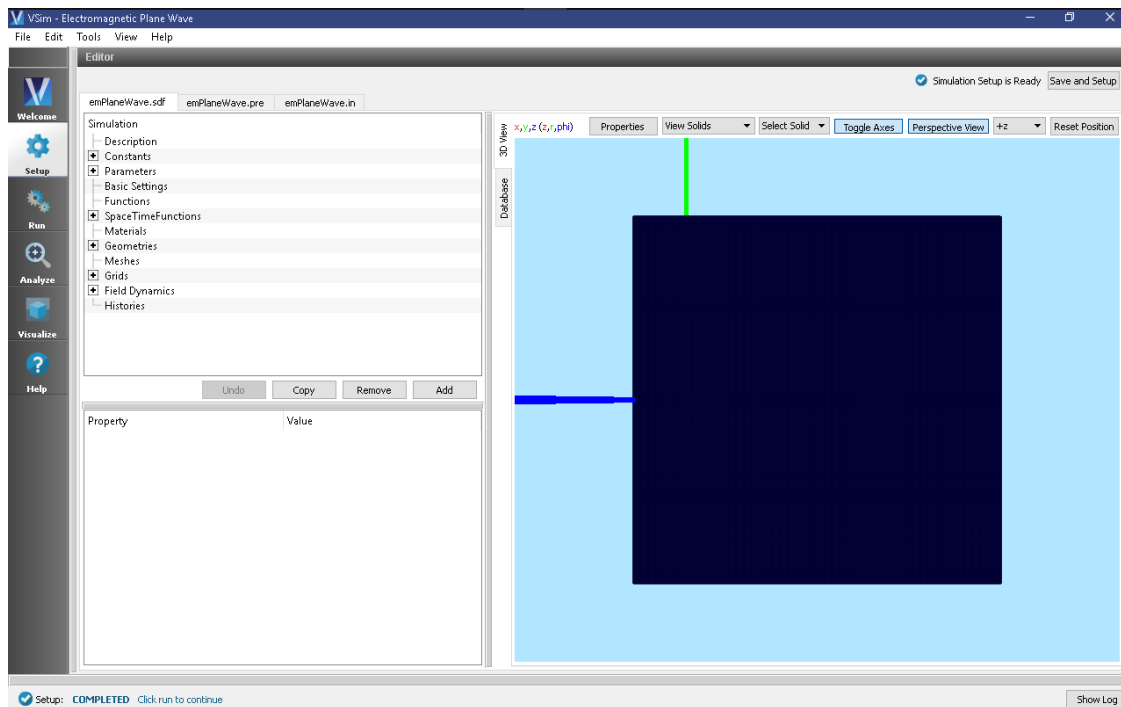 VSim - Electromagnetic Plane Wave
File Edit Tools View Help
Editor
Simulation Setup is Ready Save and Setup
Welcome
Setup
Run
Analyze
Visualize
Help
emPlaneWave.sdf emPlaneWave.pre emPlaneWave.in
Simulation
Description
Constants
Parameters
Basic Settings
Functions
SpaceTimeFunctions
Materials
Geometries
Meshes
Grids
Field Dynamics
Histories
Undo Copy Remove Add
Property Value
3D View
Database
x,y,z (z,r,phi) Properties View Solids Select Solid Toggle Axes Perspective View +z Reset Position
Setup: COMPLETED Click run to continue
Show Log